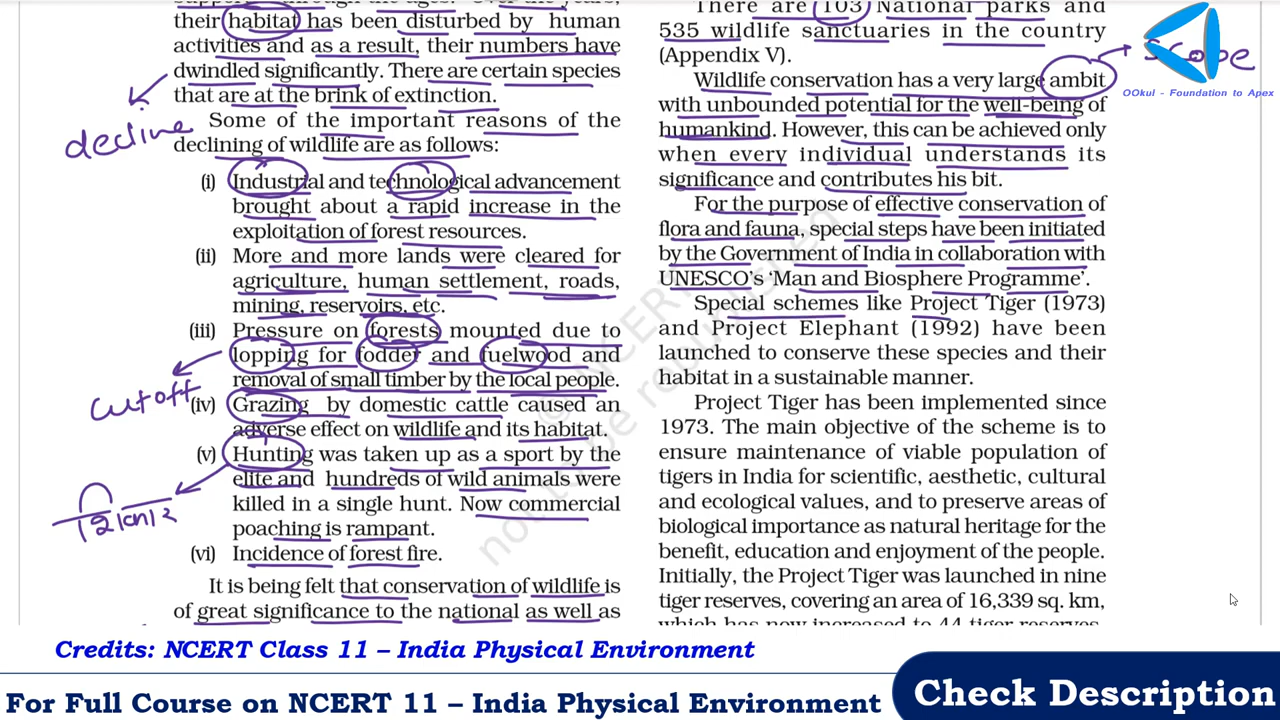 their habitat has been disturbed by human
activities and as a result, their numbers have
dwindled significantly. There are certain species
that are at the brink of extinction.
decline
Some of the important reasons of the
declining of wildlife are as follows:
(i) Industrial and technological advancement
brought about a rapid increase in the
exploitation of forest resources.
(ii) More and more lands were cleared for
agriculture, human settlement, roads,
mining, reservoirs, etc.
(iii) Pressure on forests mounted due to
lopping for fodder and fuelwood and
removal of small timber by the local people.
cutoff
(iv) Grazing by domestic cattle caused an
adverse effect on wildlife and its habitat.
(v) Hunting was taken up as a sport by the
elite and hundreds of wild animals were
killed in a single hunt. Now commercial
poaching is rampant.
(vi) Incidence of forest fire.
It is being felt that conservation of wildlife is
of great significance to the national as well as
There are 103 National parks and
535 wildlife sanctuaries in the country
(Appendix V).
scope
OOkul - Foundation to Apex
Wildlife conservation has a very large ambit
with unbounded potential for the well-being of
humankind. However, this can be achieved only
when every individual understands its
significance and contributes his bit.
For the purpose of effective conservation of
flora and fauna, special steps have been initiated
by the Government of India in collaboration with
UNESCO's 'Man and Biosphere Programme'.
Special schemes like Project Tiger (1973)
and Project Elephant (1992) have been
launched to conserve these species and their
habitat in a sustainable manner.
Project Tiger has been implemented since
1973. The main objective of the scheme is to
ensure maintenance of viable population of
tigers in India for scientific, aesthetic, cultural
and ecological values, and to preserve areas of
biological importance as natural heritage for the
benefit, education and enjoyment of the people.
Initially, the Project Tiger was launched in nine
tiger reserves, covering an area of 16,339 sq. km,
which has now increased to 44 tiger reserves,
Credits: NCERT Class 11 – India Physical Environment
For Full Course on NCERT 11 – India Physical Environment
Check Description